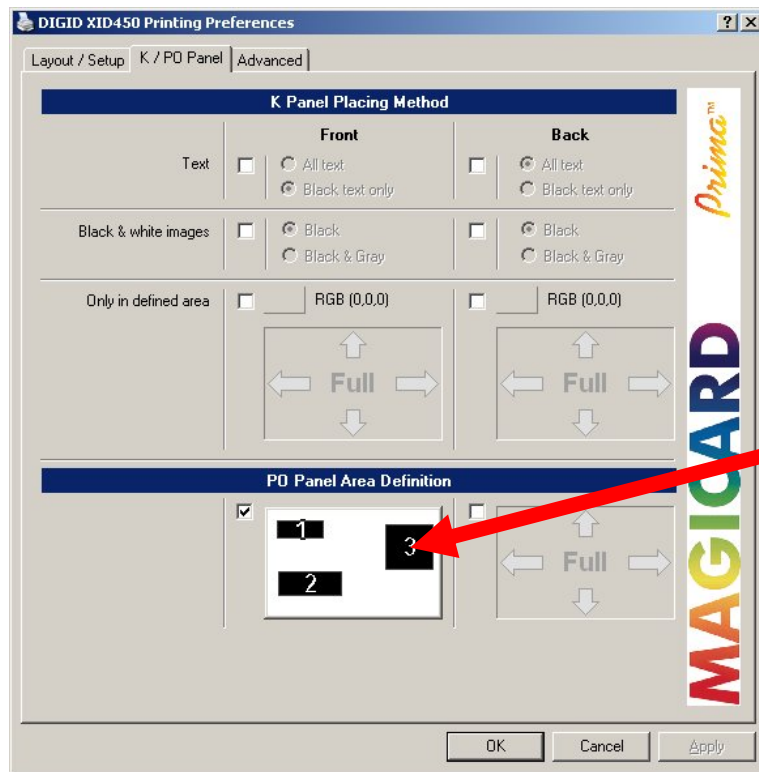 DIGID XID450 Printing Preferences
Layout / Setup K / PO Panel Advanced
K Panel Placing Method
Front Back
Text All text All text
Black text only Black text only
Black & white images Black Black
Black & Gray Black & Gray
Only in defined area RGB (0,0,0) RGB (0,0,0)
Full Full
PO Panel Area Definition
1
3
2
Full
OK Cancel Apply
Prima™
MAGICARD